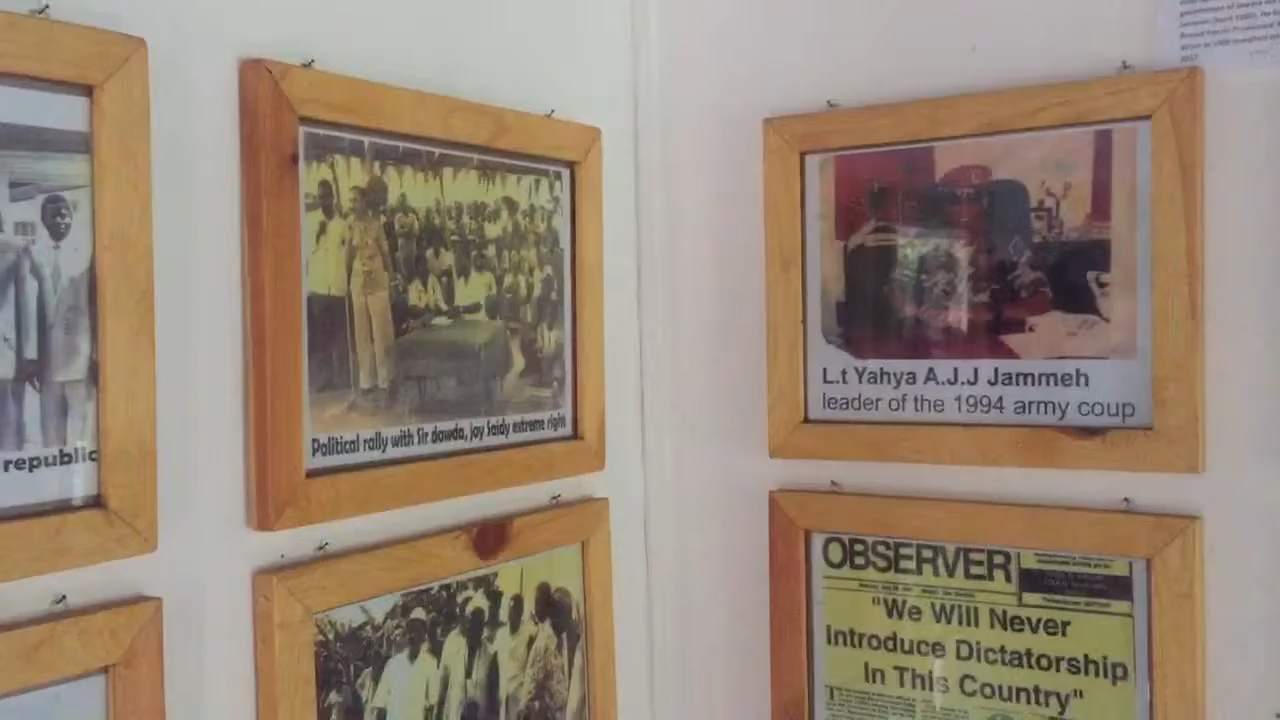 republic
Political rally with Sir dawda, Jay Saidy extreme right
L.t Yahya A.J.J Jammeh
leader of the 1994 army coup
OBSERVER
"We Will Never
Introduce Dictatorship
In This Country"